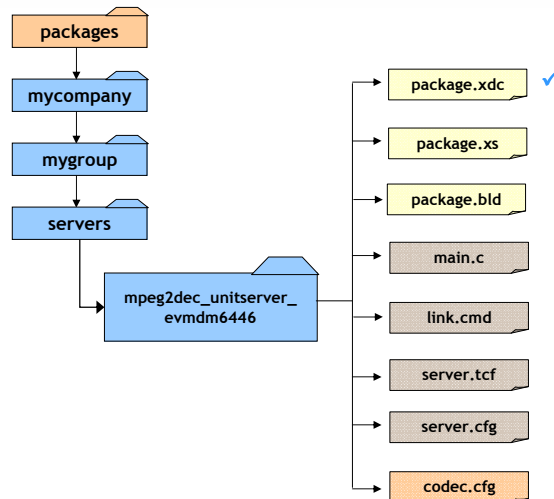 packages
mycompany
mygroup
servers
mpeg2dec_unitserver_
evmdm6446
package.xdc
package.xs
package.bld
main.c
link.cmd
server.tcf
server.cfg
codec.cfg